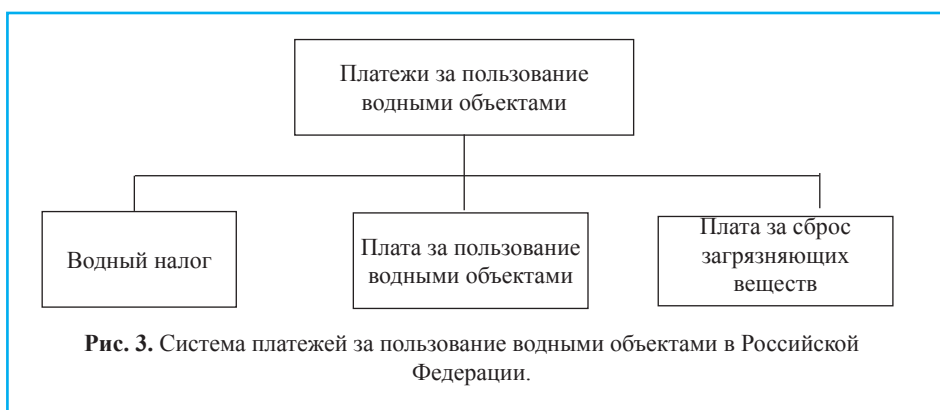 Платежи за пользование
водными объектами
Водный налог
Плата за пользование
водными объектами
Плата за сброс
загрязняющих
веществ
Рис. 3. Система платежей за пользование водными объектами в Российской
Федерации.